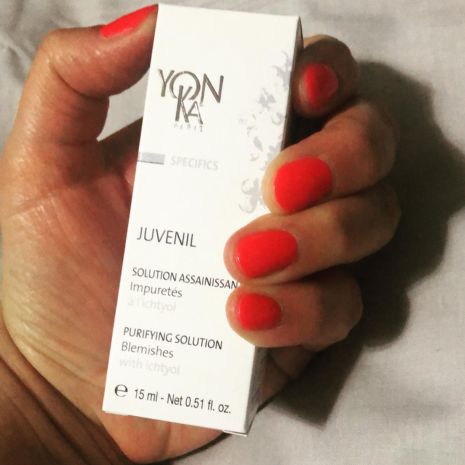 YON
KA
PARIS
SPECIFICS
JUVENIL
SOLUTION ASSAINISSAN
Impuretés
à l'ichtyol
PURIFYING SOLUTION
Blemishes
with ichtyol
℮ 15 ml - Net 0.51 fl. oz.